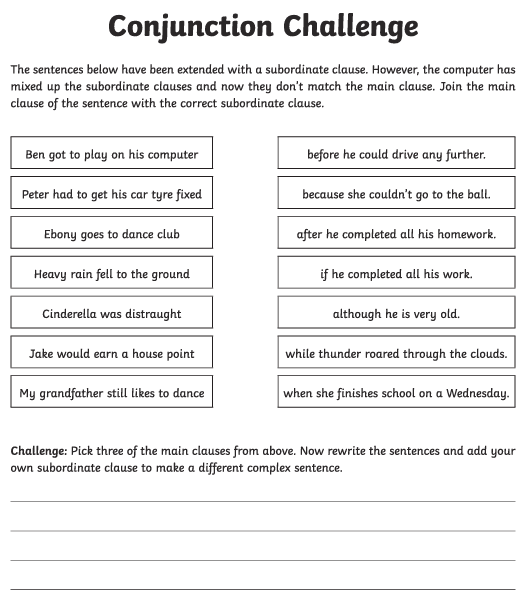 Conjunction Challenge
The sentences below have been extended with a subordinate clause. However, the computer has
mixed up the subordinate clauses and now they don't match the main clause. Join the main
clause of the sentence with the correct subordinate clause.
Ben got to play on his computer
before he could drive any further.
Peter had to get his car tyre fixed
because she couldn't go to the ball.
Ebony goes to dance club
after he completed all his homework.
Heavy rain fell to the ground
if he completed all his work.
Cinderella was distraught
although he is very old.
Jake would earn a house point
while thunder roared through the clouds.
My grandfather still likes to dance
when she finishes school on a Wednesday.
Challenge: Pick three of the main clauses from above. Now rewrite the sentences and add your
own subordinate clause to make a different complex sentence.